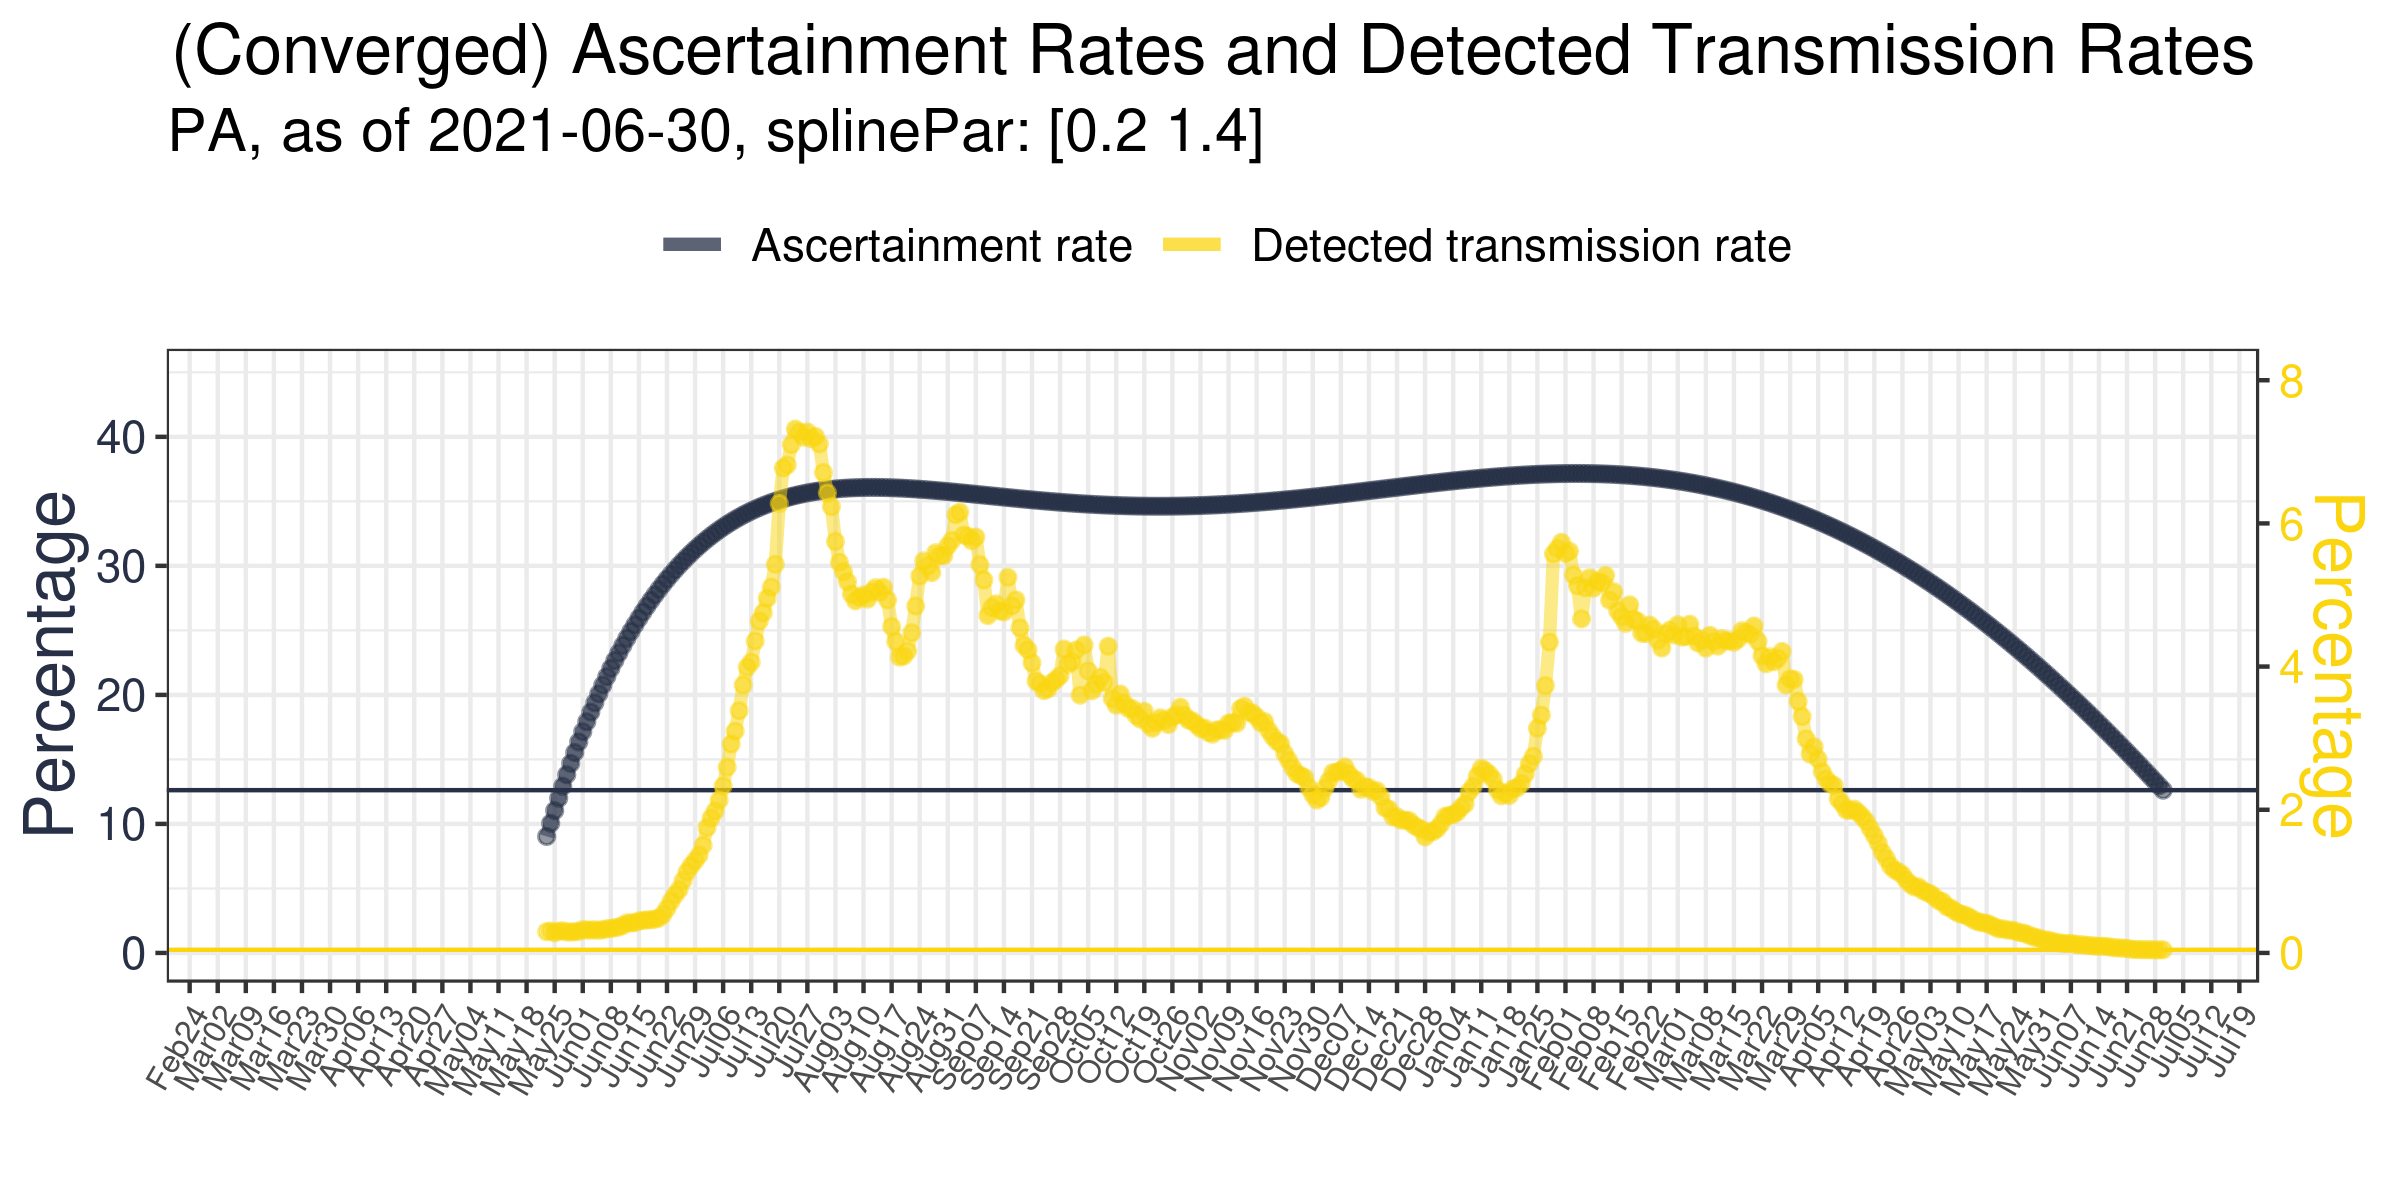 (Converged) Ascertainment Rates and Detected Transmission Rates
PA, as of 2021-06-30, splinePar: [0.2 1.4]
Ascertainment rate
Detected transmission rate
Percentage
40
30
20
10
0
8
6
4
2
0
Percentage
Feb24
Mar02
Mar09
Mar16
Mar23
Mar30
Apr06
Apr13
Apr20
Apr27
May04
May11
May18
May25
Jun01
Jun08
Jun15
Jun22
Jun29
Jul06
Jul13
Jul20
Jul27
Aug03
Aug10
Aug17
Aug24
Aug31
Sep07
Sep14
Sep21
Sep28
Oct05
Oct12
Oct19
Oct26
Nov02
Nov09
Nov16
Nov23
Nov30
Dec07
Dec14
Dec21
Dec28
Jan04
Jan11
Jan18
Jan25
Feb01
Feb08
Feb15
Feb22
Mar01
Mar08
Mar15
Mar22
Mar29
Apr05
Apr12
Apr19
Apr26
May03
May10
May17
May24
May31
Jun07
Jun14
Jun21
Jun28
Jul05
Jul12
Jul19